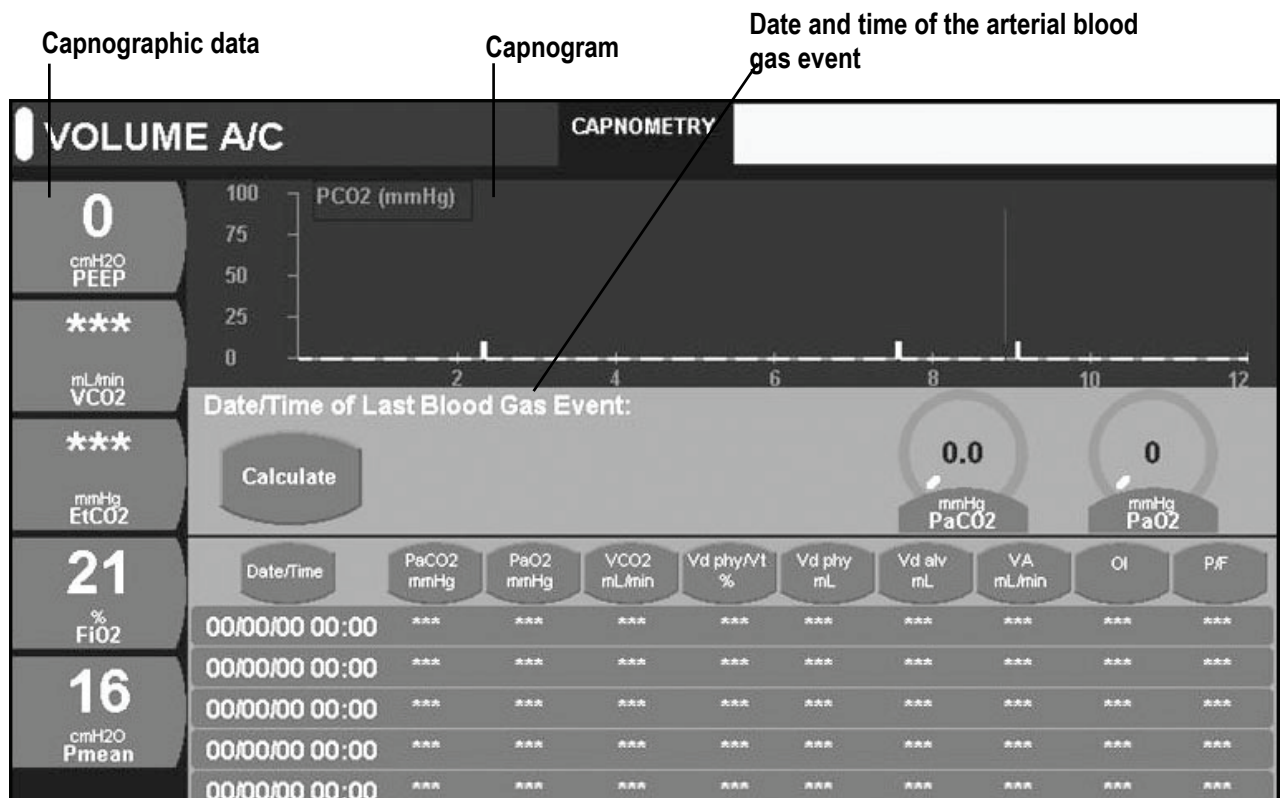 Capnographic data
Capnogram
Date and time of the arterial blood
gas event
VOLUME A/C
CAPNOMETRY
0
cmH2O
PEEP
***
mL/min
VCO2
***
mmHg
EtCO2
21
%
FiO2
16
cmH2O
Pmean
PCO2 (mmHg)
100
75
50
25
0
2 4 6 8 10 12
Date/Time of Last Blood Gas Event:
Calculate
0.0
mmHg
PaCO2
0
mmHg
PaO2
Date/Time PaCO2 mmHg PaO2 mmHg VCO2 mL/min Vd phy/Vt % Vd phy mL Vd alv mL VA mL/min OI P/F
00/00/00 00:00 *** *** *** *** *** *** *** *** ***
00/00/00 00:00 *** *** *** *** *** *** *** *** ***
00/00/00 00:00 *** *** *** *** *** *** *** *** ***
00/00/00 00:00 *** *** *** *** *** *** *** *** ***
00/00/00 00:00 *** *** *** *** *** *** *** *** ***